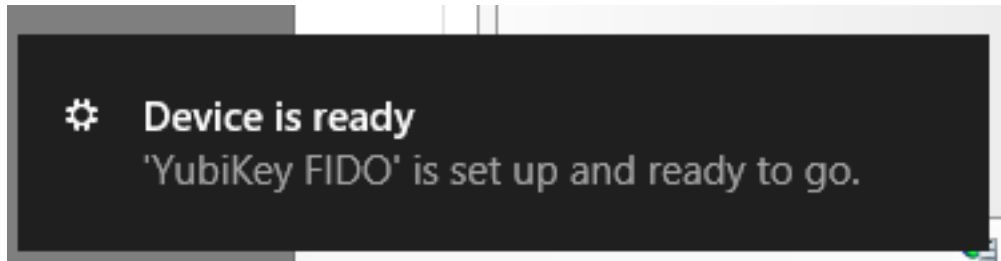 Device is ready
'YubiKey FIDO' is set up and ready to go.